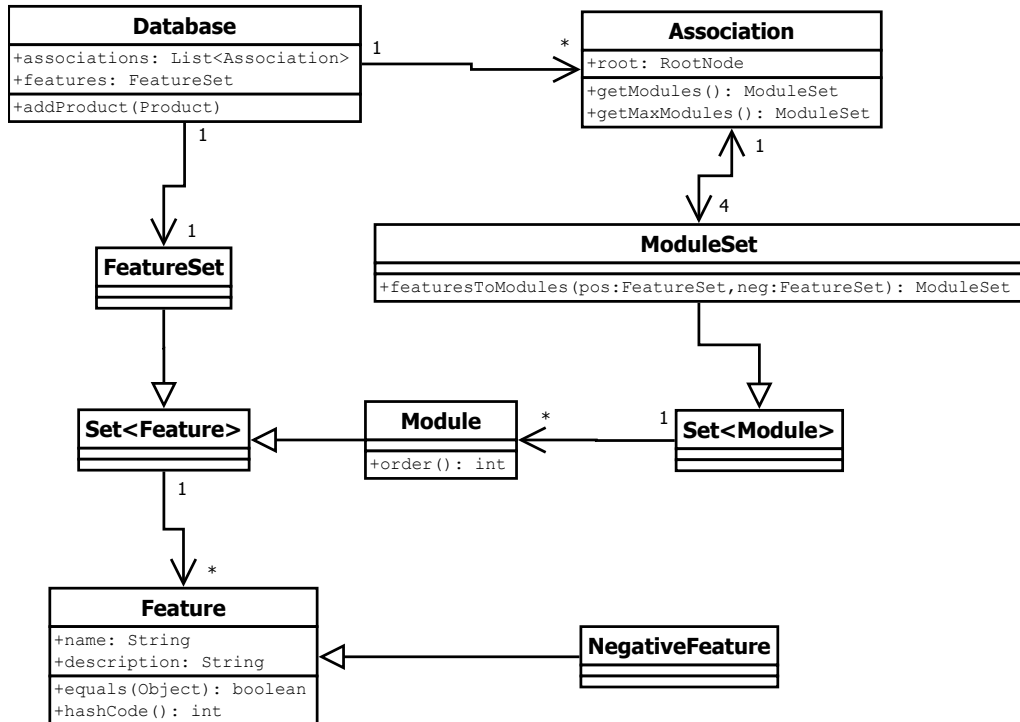 Database
+associations: List<Association>
+features: FeatureSet
+addProduct(Product)
1
*
Association
+root: RootNode
+getModules(): ModuleSet
+getMaxModules(): ModuleSet
1
1
4
1
FeatureSet
ModuleSet
+featuresToModules(pos:FeatureSet,neg:FeatureSet): ModuleSet
Set<Feature>
Module
+order(): int
*
1
Set<Module>
1
*
Feature
+name: String
+description: String
+equals(Object): boolean
+hashCode(): int
NegativeFeature